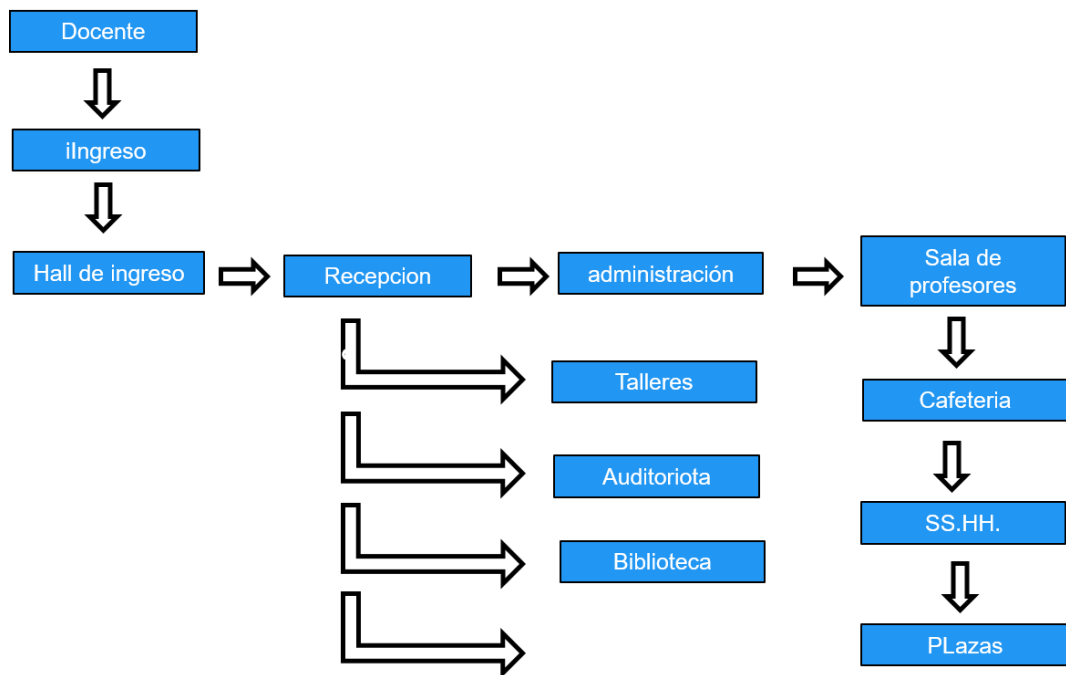 Docente
iIngreso
Hall de ingreso
Recepcion
administración
Sala de
profesores
Talleres
Cafeteria
Auditoriota
SS.HH.
Biblioteca
PLazas